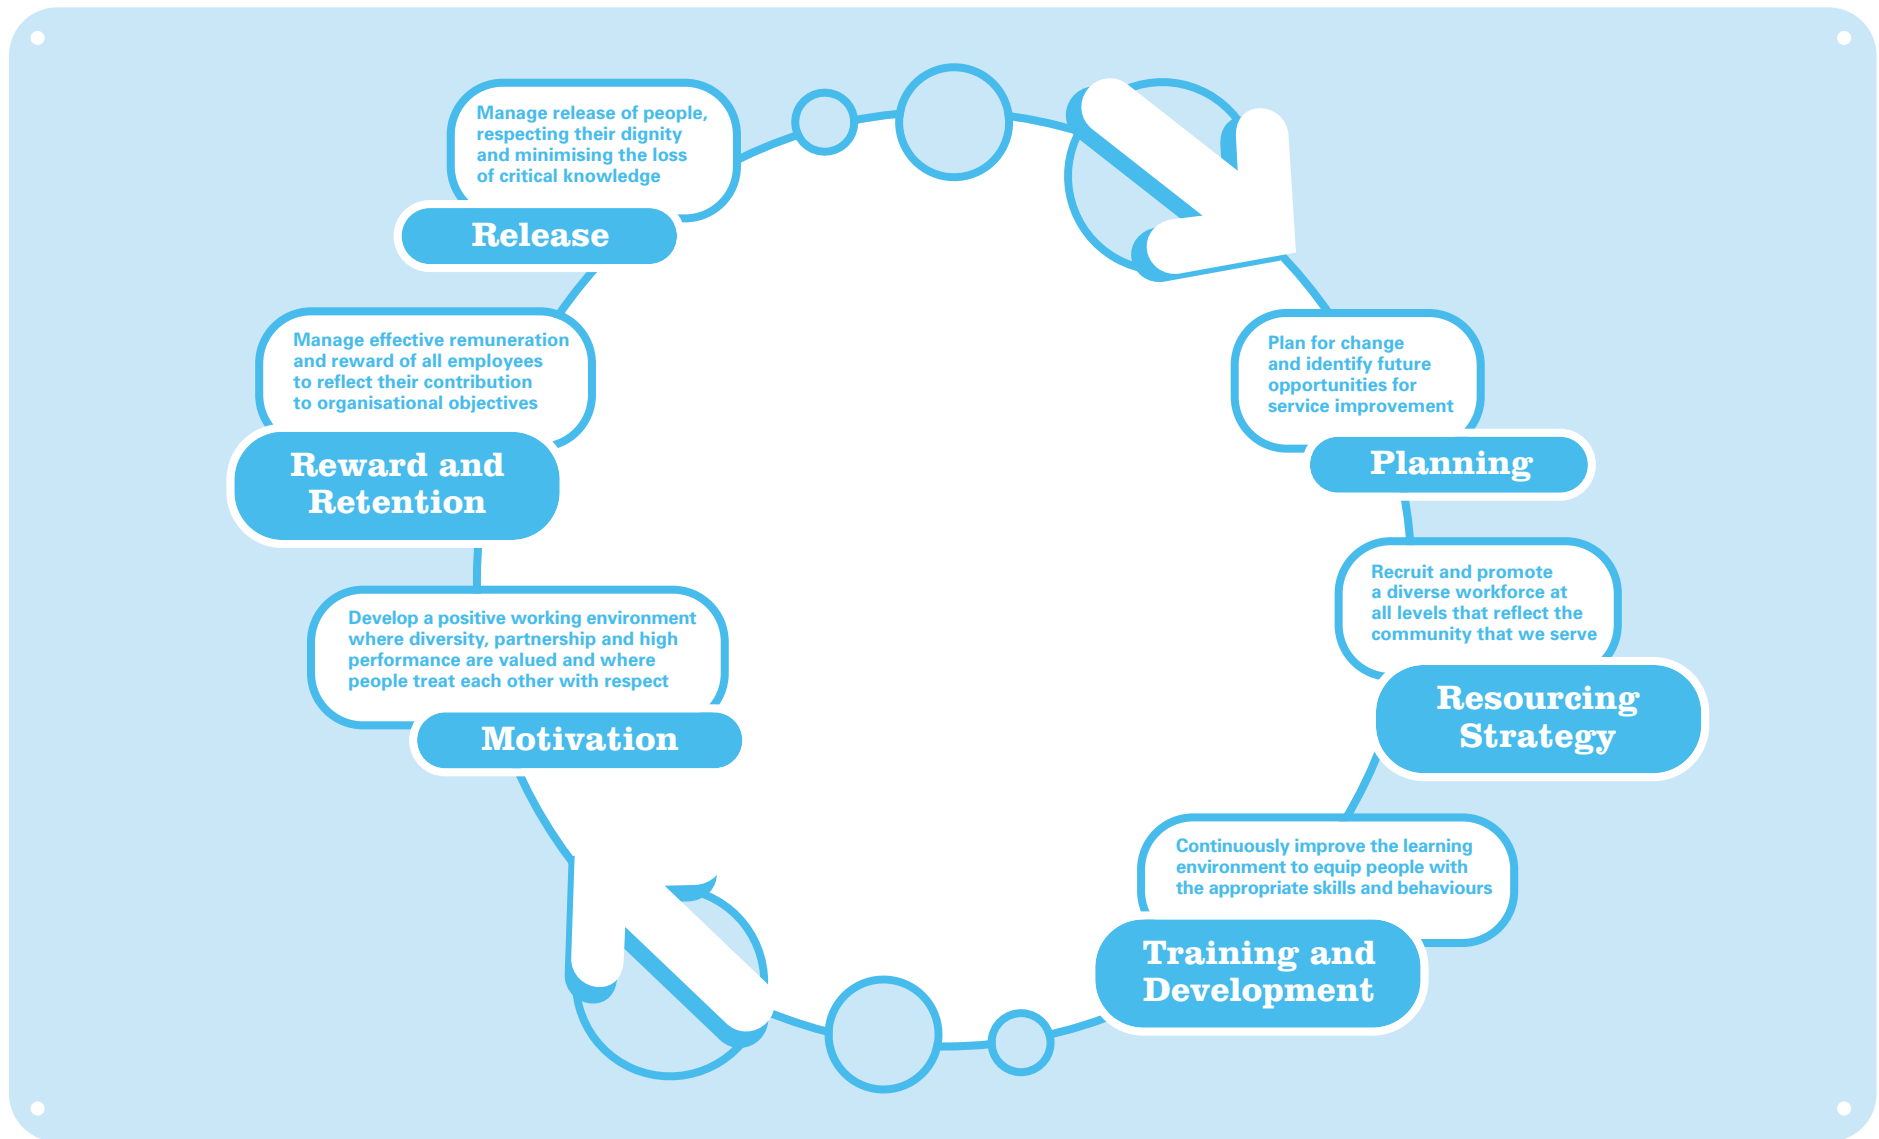 Manage release of people,
respecting their dignity
and minimising the loss
of critical knowledge
Release
Manage effective remuneration
and reward of all employees
to reflect their contribution
to organisational objectives
Reward and
Retention
Develop a positive working environment
where diversity, partnership and high
performance are valued and where
people treat each other with respect
Motivation
Plan for change
and identify future
opportunities for
service improvement
Planning
Recruit and promote
a diverse workforce at
all levels that reflect the
community that we serve
Resourcing
Strategy
Continuously improve the learning
environment to equip people with
the appropriate skills and behaviours
Training and
Development